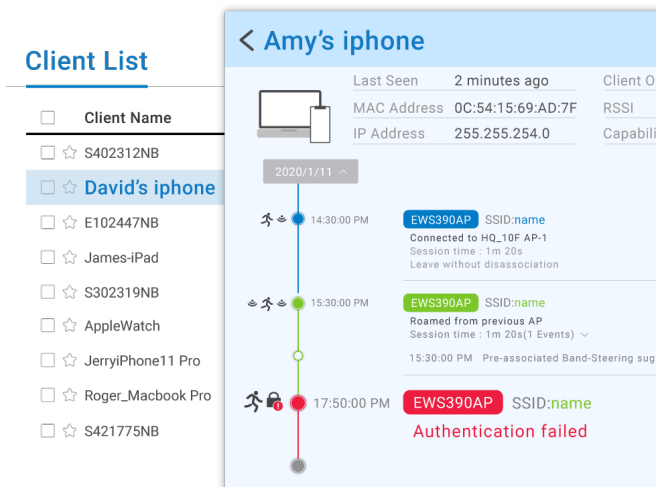 Client List
Client Name
S402312NB
David's iphone
E102447NB
James-iPad
S302319NB
AppleWatch
JerryiPhone11 Pro
Roger_Macbook Pro
S421775NB
Amy's iphone
Last Seen 2 minutes ago Client O
MAC Address 0C:54:15:69:AD:7F RSSI
IP Address 255.255.254.0 Capabili
2020/1/11
14:30:00 PM EWS390AP SSID:name
Connected to HQ_10F AP-1
Session time : 1m 20s
Leave without disassociation
15:30:00 PM EWS390AP SSID:name
Roamed from previous AP
Session time : 1m 20s(1 Events)
15:30:00 PM Pre-associated Band-Steering sug
17:50:00 PM EWS390AP SSID:name
Authentication failed